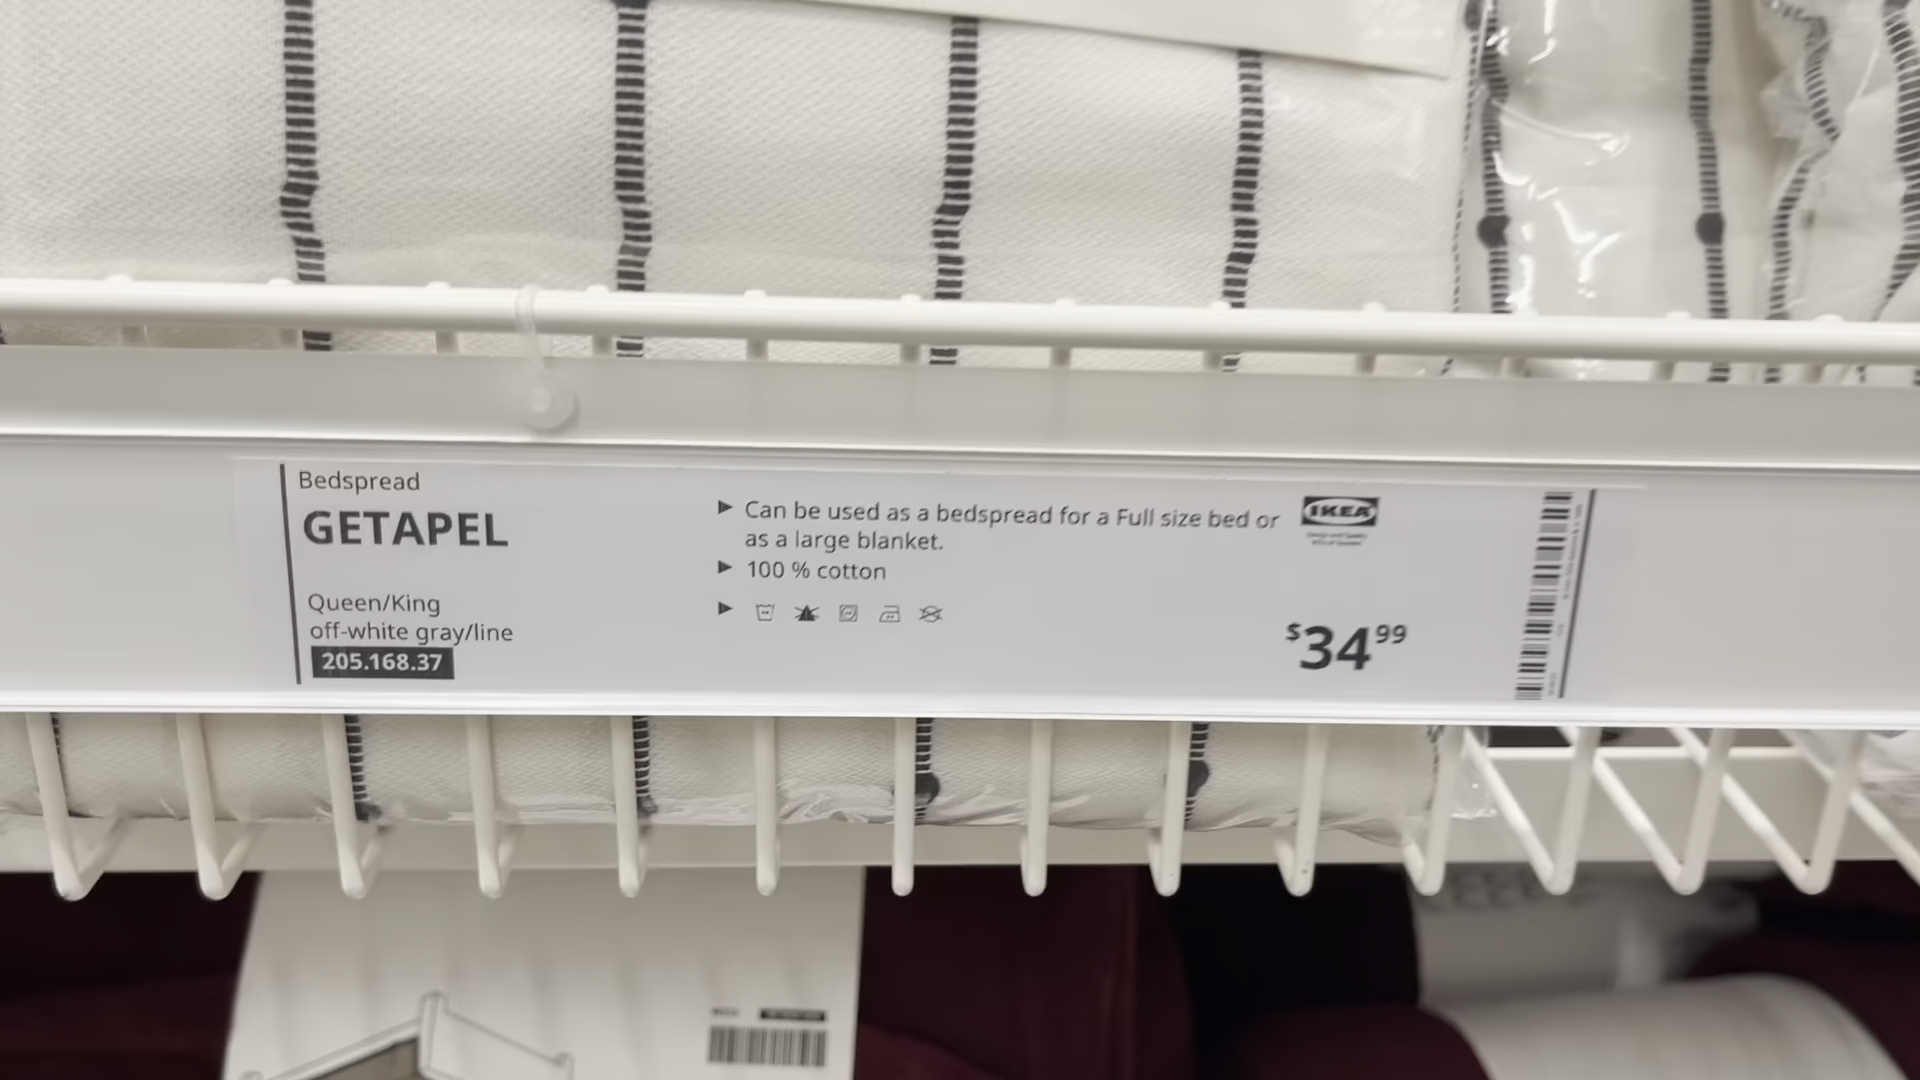 Bedspread
GETAPEL
Queen/King
off-white gray/line
205.168.37
Can be used as a bedspread for a Full size bed or
as a large blanket.
100 % cotton
IKEA
$34.99